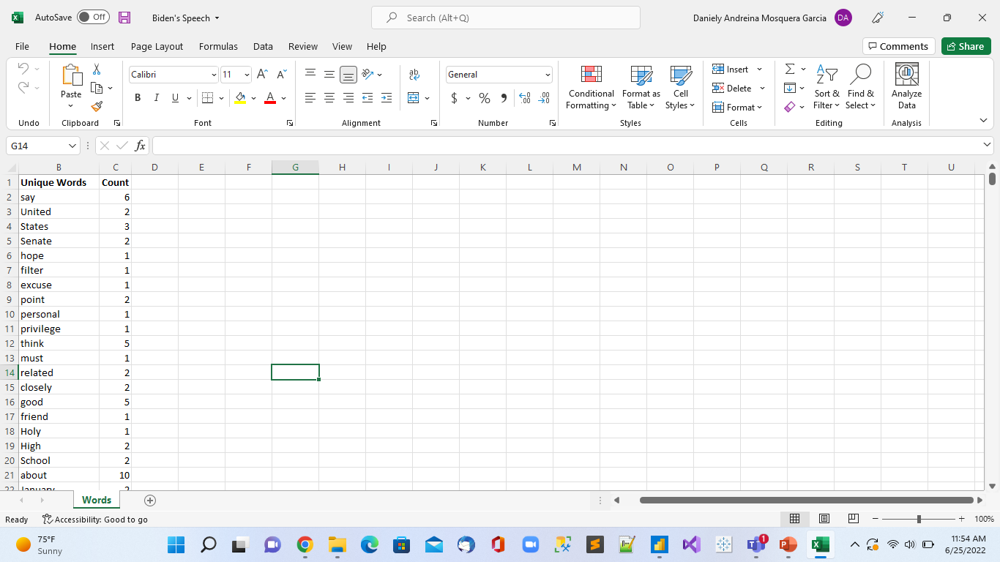 AutoSave Off Biden's Speech Search (Alt+Q) Daniely Andreina Mosquera Garcia DA
File Home Insert Page Layout Formulas Data Review View Help Comments Share
Calibri 11 General Insert
Paste Conditional Formatting Format as Table Cell Styles Delete Sort & Filter Find & Select Analyze Data
B I U A $ % Format
Undo Clipboard Font Alignment Number Styles Cells Editing Analysis
G14 fx
B C D E F G H I J K L M N O P Q R S T U
1 Unique Words Count
2 say 6
3 United 2
4 States 3
5 Senate 2
6 hope 1
7 filter 1
8 excuse 1
9 point 2
10 personal 1
11 privilege 1
12 think 5
13 must 1
14 related 2
15 closely 2
16 good 5
17 friend 1
18 Holy 1
19 High 2
20 School 2
21 about 10
22 January 2
Words
Ready Accessibility: Good to go 100%
75°F 11:54 AM
Sunny 6/25/2022